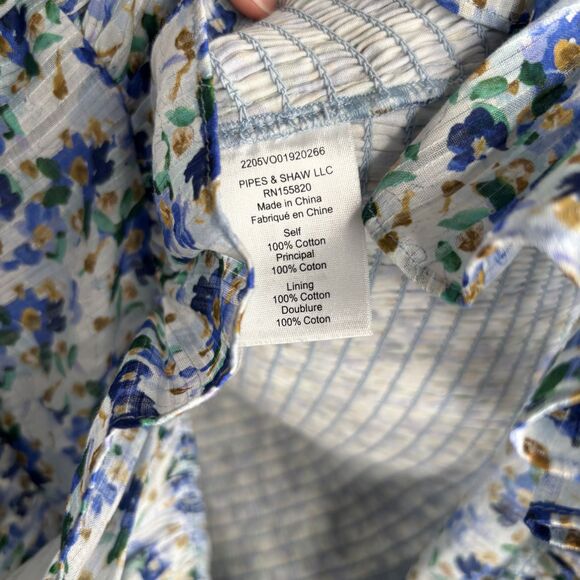 2205VO01920266
PIPES & SHAW LLC
RN155820
Made in China
Fabriqué en Chine
Self
100% Cotton
Principal
100% Coton
Lining
100% Cotton
Doublure
100% Coton